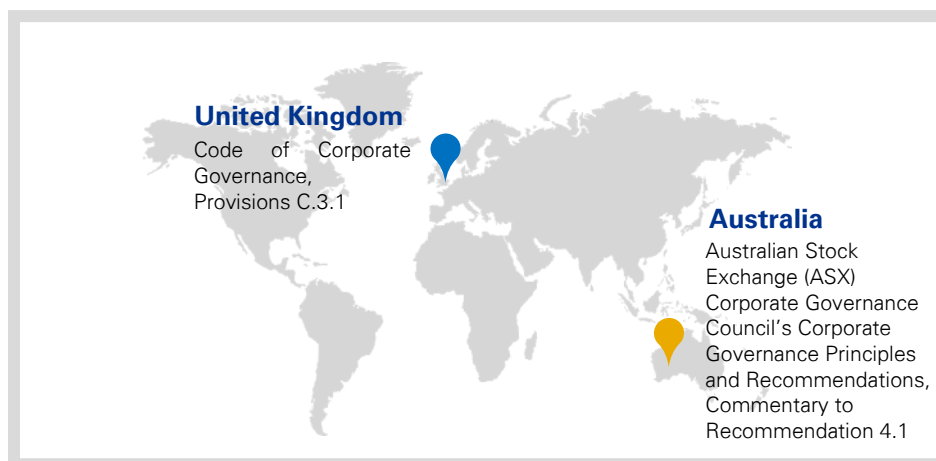 United Kingdom
Code of Corporate
Governance,
Provisions C.3.1
Australia
Australian Stock
Exchange (ASX)
Corporate Governance
Council's Corporate
Governance Principles
and Recommendations,
Commentary to
Recommendation 4.1